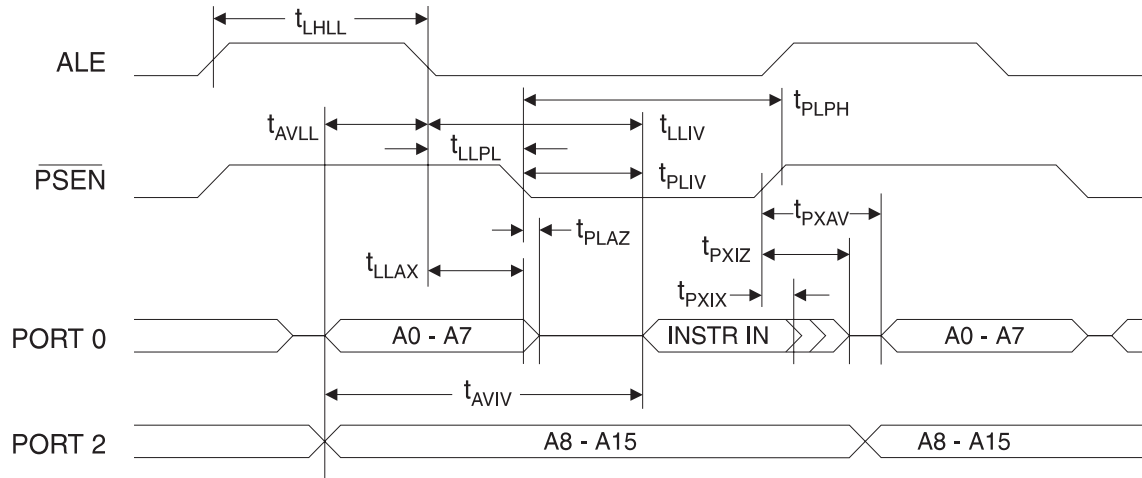 tLHLL
ALE
tPLPH
tAVLL
tLLIV
tLLPL
PSEN
tPLIV
tPXAV
tPLAZ
tPXIZ
tLLAX
tPXIX
PORT 0
A0 - A7
INSTR IN
A0 - A7
tAVIV
PORT 2
A8 - A15
A8 - A15